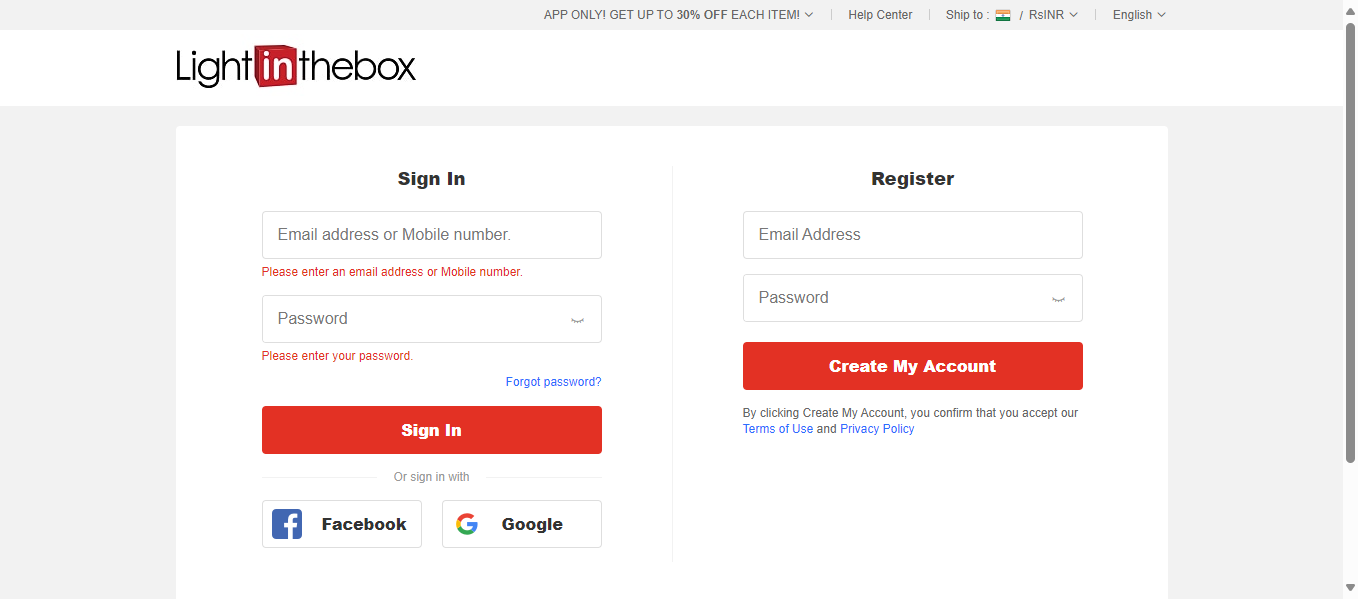 APP ONLY! GET UP TO 30% OFF EACH ITEM! Help Center Ship to : / RsINR English
Lightinthebox
Sign In
Email address or Mobile number.
Please enter an email address or Mobile number.
Password
Please enter your password.
Forgot password?
Sign In
Or sign in with
Facebook Google
Register
Email Address
Password
Create My Account
By clicking Create My Account, you confirm that you accept our
Terms of Use and Privacy Policy